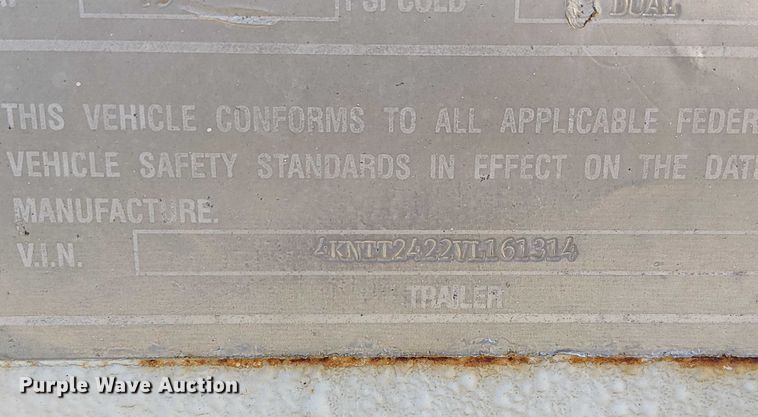 PSI COLD DUAL
THIS VEHICLE CONFORMS TO ALL APPLICABLE FEDER
VEHICLE SAFETY STANDARDS IN EFFECT ON THE DATE
MANUFACTURE.
V.I.N. 4KNTT2422VL161314
TRAILER
Purple Wave Auction